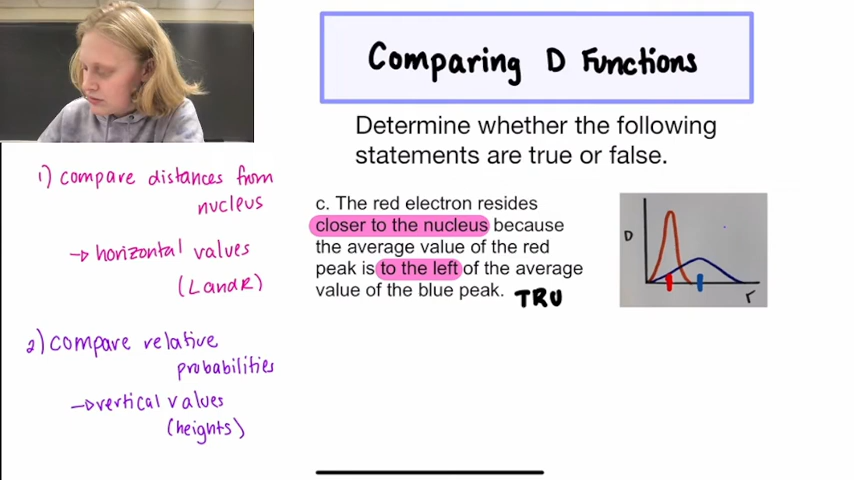 Comparing D Functions
Determine whether the following
statements are true or false.
1) compare distances from
nucleus
→ horizontal values
(L and R)
2) compare relative
probabilities
→ vertical values
(heights)
c. The red electron resides
closer to the nucleus because
the average value of the red
peak is to the left of the average
value of the blue peak. TRU
D
r